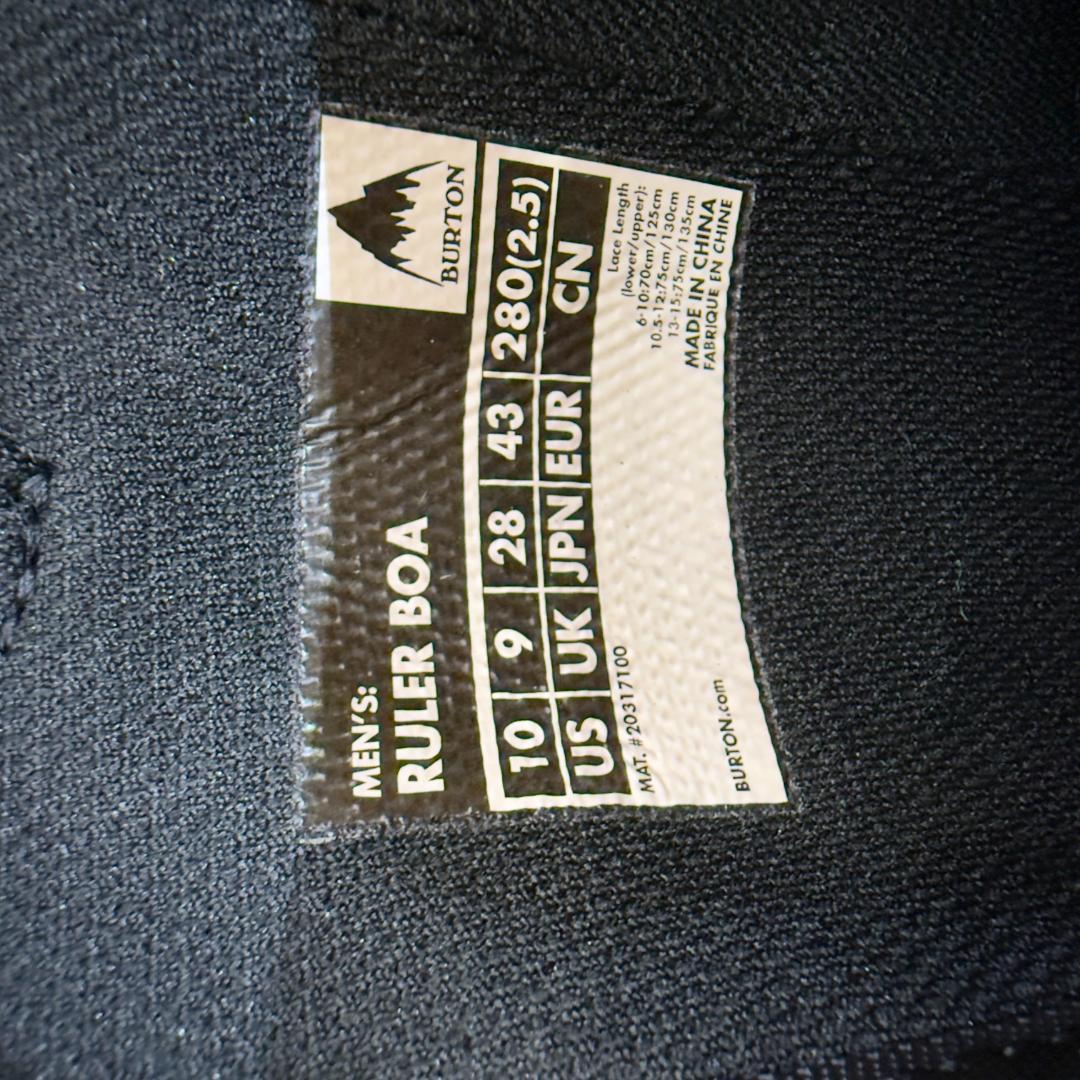 MEN'S:
RULER BOA
BURTON
10 9 28 43 280(2.5)
US UK JPN EUR CN
MAT. #20317100
Lace Length
(lower/upper):
6-10:70cm/125cm
10.5-12:75cm/130cm
13-15:75cm/135cm
MADE IN CHINA
FABRIQUE EN CHINE
BURTON.com